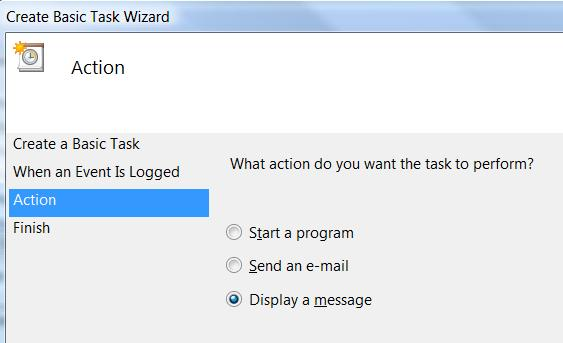 Create Basic Task Wizard
Action
Create a Basic Task
When an Event Is Logged
Action
Finish
What action do you want the task to perform?
Start a program
Send an e-mail
Display a message